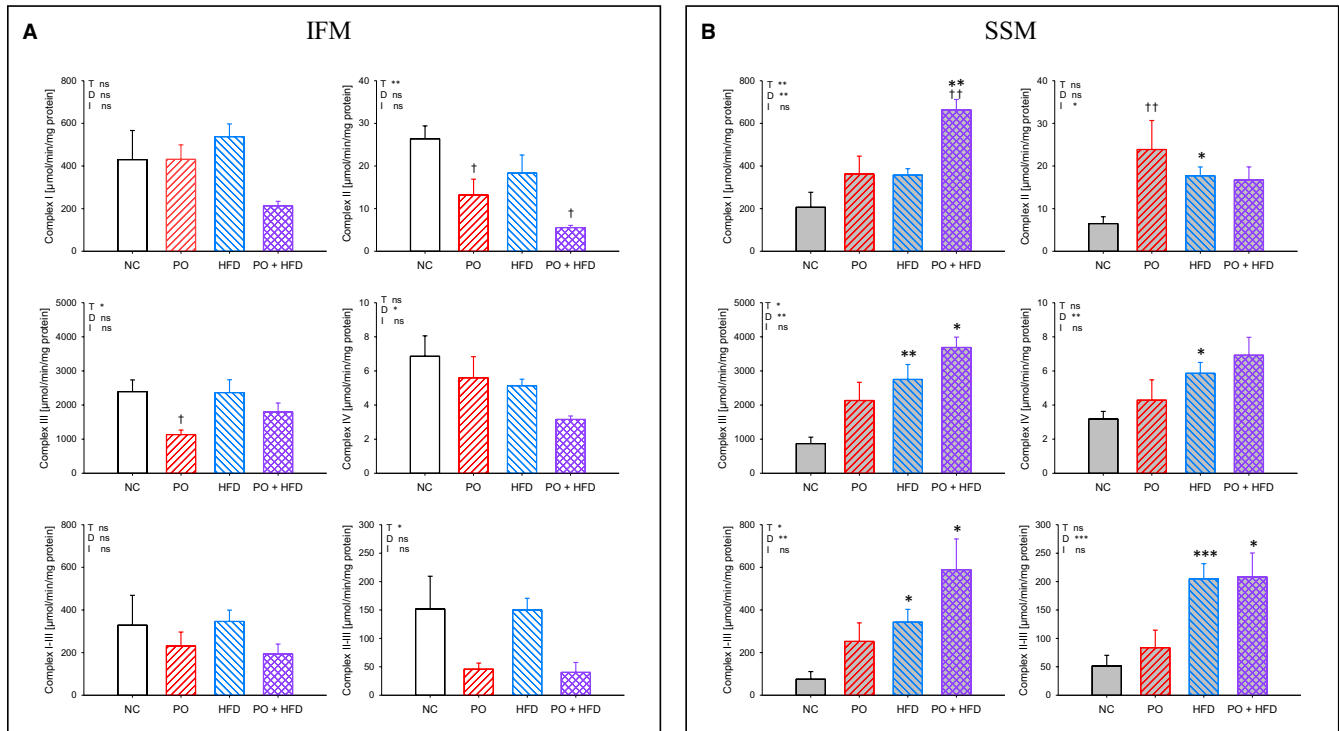 A
IFM
Complex I [µmol/min/mg protein]
800
600
400
200
0
T ns
D ns
I ns
NC PO HFD PO + HFD
Complex II [µmol/min/mg protein]
40
30
20
10
0
T **
D ns
I ns
†
†
NC PO HFD PO + HFD
Complex III [µmol/min/mg protein]
5000
4000
3000
2000
1000
0
T *
D ns
I ns
†
NC PO HFD PO + HFD
Complex IV [µmol/min/mg protein]
10
8
6
4
2
0
T ns
D *
I ns
NC PO HFD PO + HFD
Complex I-III [µmol/min/mg protein]
800
600
400
200
0
T ns
D ns
I ns
NC PO HFD PO + HFD
Complex II-III [µmol/min/mg protein]
300
250
200
150
100
50
0
T *
D ns
I ns
NC PO HFD PO + HFD
B
SSM
Complex I [µmol/min/mg protein]
800
600
400
200
0
T **
D **
I ns
**
††
NC PO HFD PO + HFD
Complex II [µmol/min/mg protein]
40
30
20
10
0
T ns
D ns
I *
††
*
NC PO HFD PO + HFD
Complex III [µmol/min/mg protein]
5000
4000
3000
2000
1000
0
T *
D **
I ns
**
*
NC PO HFD PO + HFD
Complex IV [µmol/min/mg protein]
10
8
6
4
2
0
T ns
D **
I ns
*
NC PO HFD PO + HFD
Complex I-III [µmol/min/mg protein]
800
600
400
200
0
T *
D **
I ns
*
*
NC PO HFD PO + HFD
Complex II-III [µmol/min/mg protein]
300
250
200
150
100
50
0
T ns
D ***
I ns
***
*
NC PO HFD PO + HFD